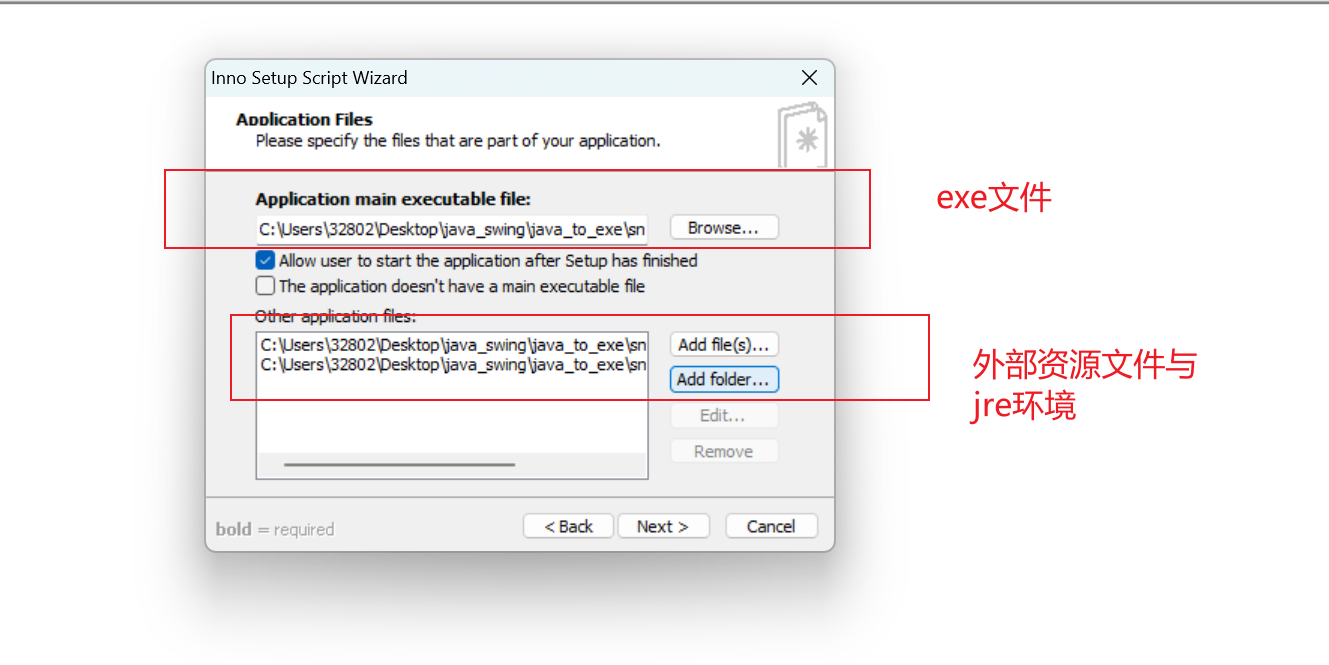 Inno Setup Script Wizard
Application Files
Please specify the files that are part of your application.
Application main executable file:
C:\Users\32802\Desktop\java_swing\java_to_exe\sn
Browse...
exe文件
Allow user to start the application after Setup has finished
The application doesn't have a main executable file
Other application files:
C:\Users\32802\Desktop\java_swing\java_to_exe\sn
C:\Users\32802\Desktop\java_swing\java_to_exe\sn
Add file(s)...
Add folder...
Edit...
Remove
外部资源文件与
jre环境
bold = required
< Back
Next >
Cancel